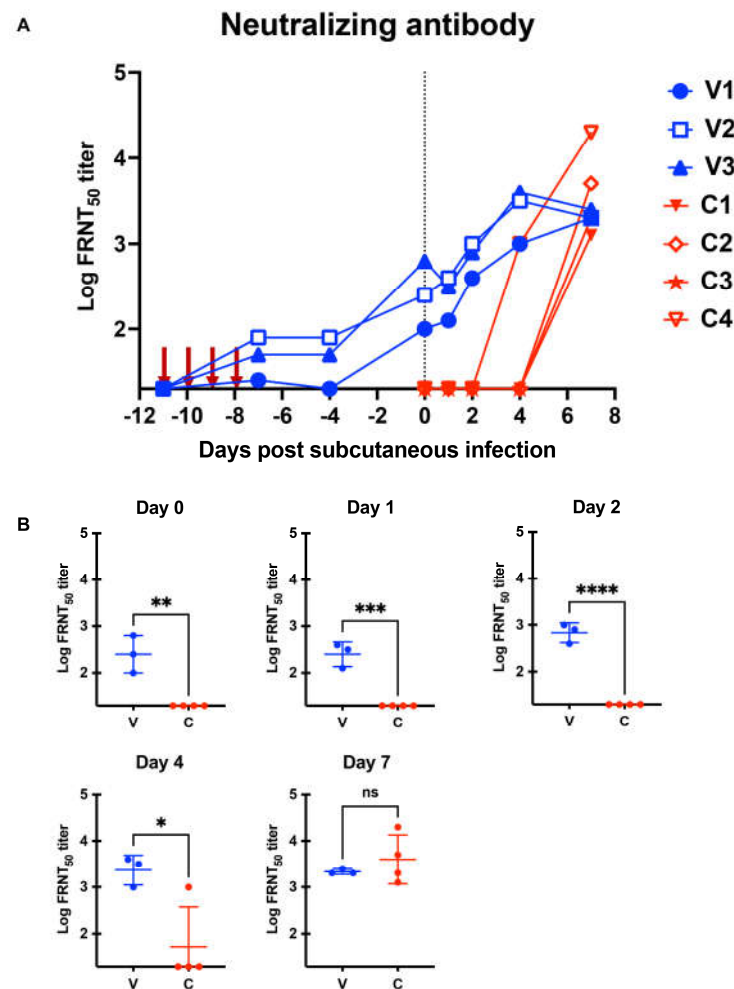 A
Neutralizing antibody
Log FRNT50 titer
5
4
3
2
-12 -10 -8 -6 -4 -2 0 2 4 6 8
Days post subcutaneous infection
V1
V2
V3
C1
C2
C3
C4
B
Day 0
Log FRNT50 titer
5
4
3
2
**
V C
Day 1
Log FRNT50 titer
5
4
3
2
***
V C
Day 2
Log FRNT50 titer
5
4
3
2
****
V C
Day 4
Log FRNT50 titer
5
4
3
2
*
V C
Day 7
Log FRNT50 titer
5
4
3
2
ns
V C